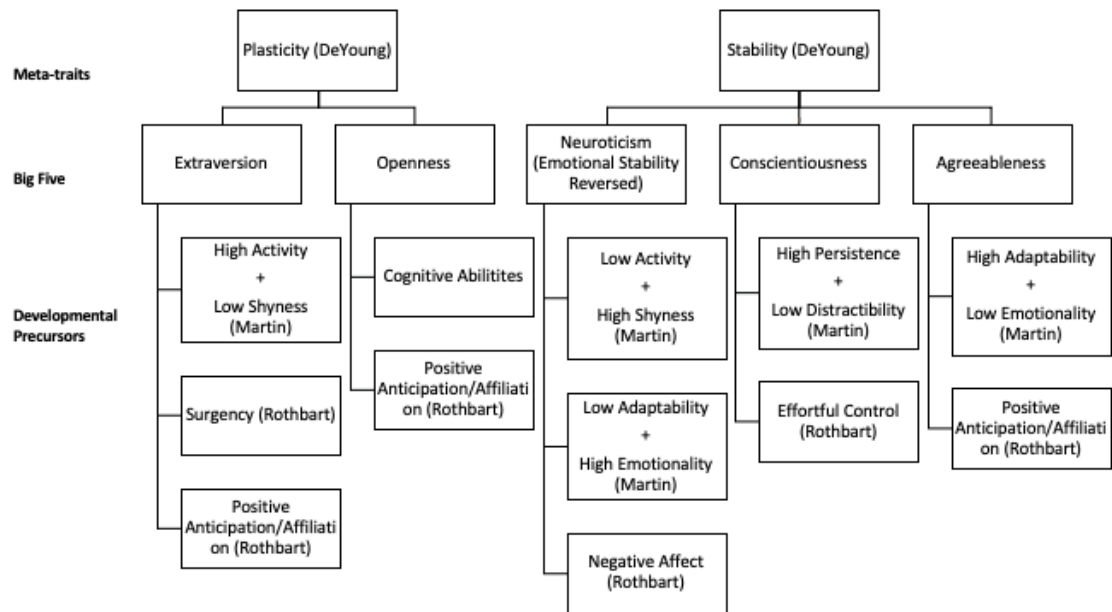 Plasticity (DeYoung)
Stability (DeYoung)
Meta-traits
Extraversion
Openness
Neuroticism
(Emotional Stability
Reversed)
Conscientiousness
Agreeableness
Big Five
High Activity
+
Low Shyness
(Martin)
Cognitive Abilitites
Low Activity
+
High Shyness
(Martin)
High Persistence
+
Low Distractibility
(Martin)
High Adaptability
+
Low Emotionality
(Martin)
Developmental
Precursors
Surgency (Rothbart)
Positive
Anticipation/Affiliati
on (Rothbart)
Low Adaptability
+
High Emotionality
(Martin)
Effortful Control
(Rothbart)
Positive
Anticipation/Affiliati
on (Rothbart)
Positive
Anticipation/Affiliati
on (Rothbart)
Negative Affect
(Rothbart)